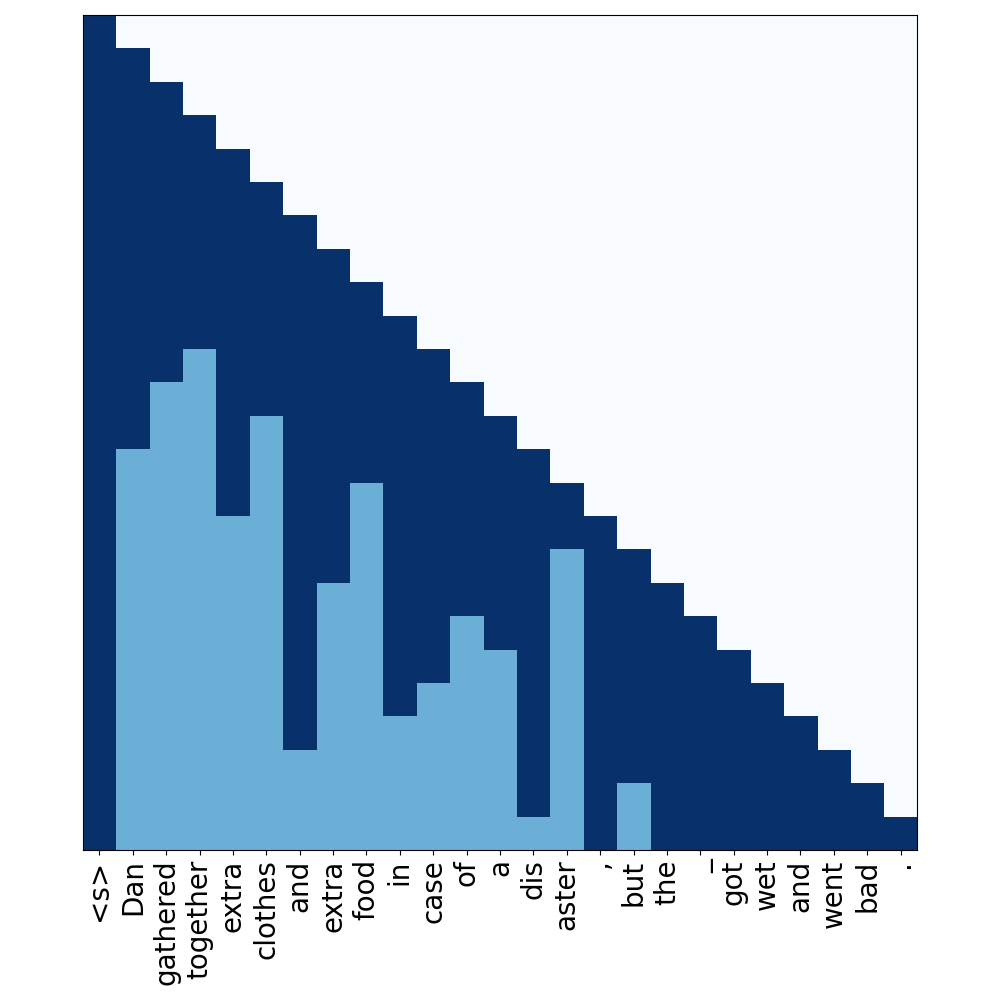 <s> Dan gathered together extra clothes and extra food in case of a dis aster , but the _ got wet and went bad .